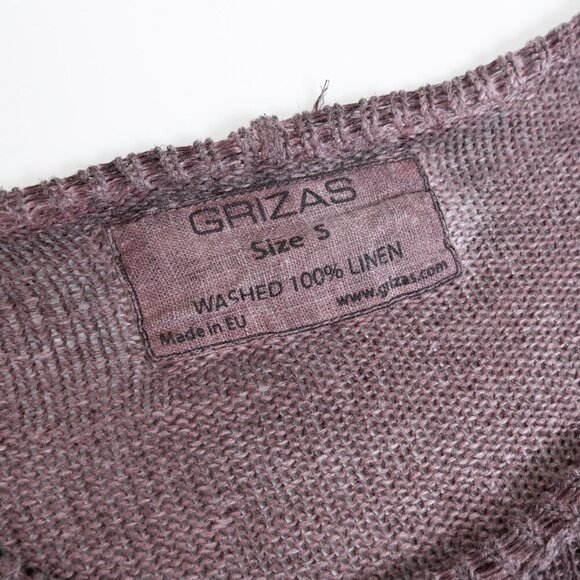 GRIZAS
Size S
WASHED 100% LINEN
Made in EU
www.grizas.com